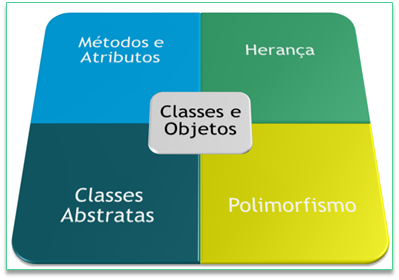 Métodos e
Atributos
Herança
Classes e
Objetos
Classes
Abstratas
Polimorfismo